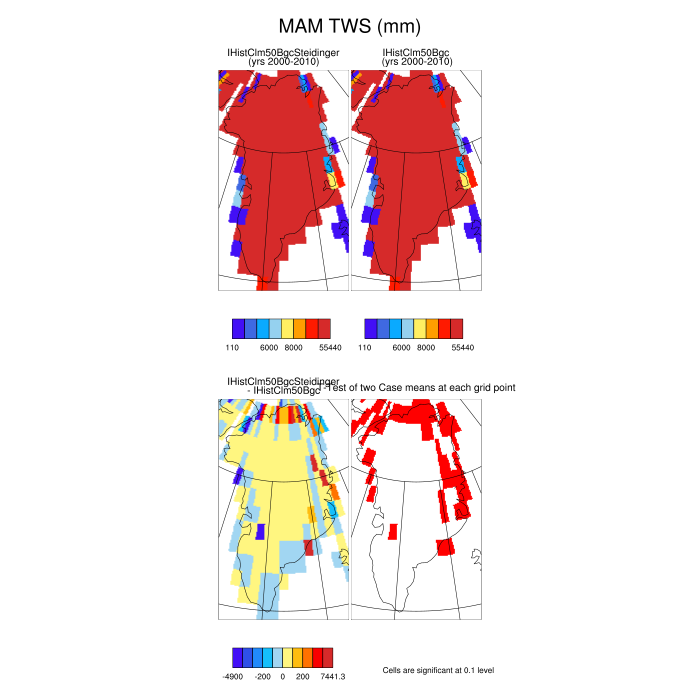 MAM TWS (mm)
IHistClm50BgcSteidinger
(yrs 2000-2010)
IHistClm50Bgc
(yrs 2000-2010)
110 6000 8000 55440
110 6000 8000 55440
IHistClm50BgcSteidinger
- IHistClm50Bgc
T-Test of two Case means at each grid point
-4900 -200 0 200 7441.3
Cells are significant at 0.1 level